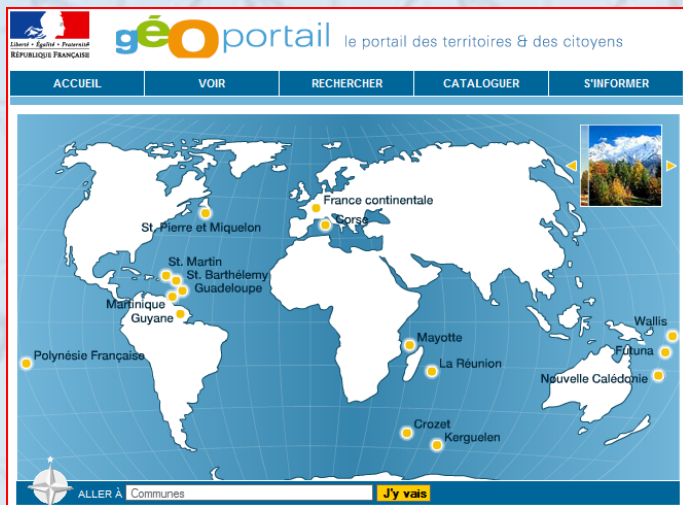 Liberté • Égalité • Fraternité
RÉPUBLIQUE FRANÇAISE
géoportail le portail des territoires & des citoyens
ACCUEIL VOIR RECHERCHER CATALOGUER S'INFORMER
France continentale
Corse
St. Pierre et Miquelon
St. Martin
St. Barthélemy
Guadeloupe
Martinique
Guyane
Wallis
Futuna
Mayotte
Polynésie Française
La Réunion
Nouvelle Calédonie
Crozet
Kerguelen
ALLER À Communes J'y vais